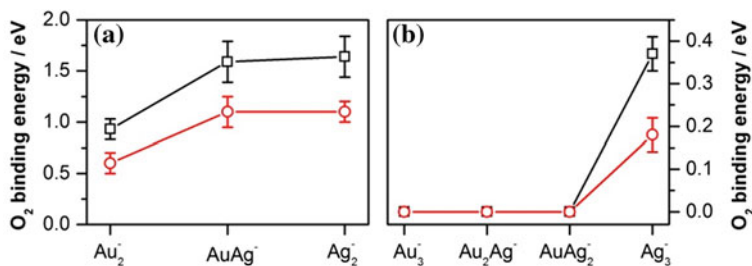 (a)
O₂ binding energy / eV
2.0
1.5
1.0
0.5
0.0
Au₂⁻
AuAg⁻
Ag₂⁻
(b)
O₂ binding energy / eV
0.4
0.3
0.2
0.1
0.0
Au₃⁻
Au₂Ag⁻
AuAg₂⁻
Ag₃⁻